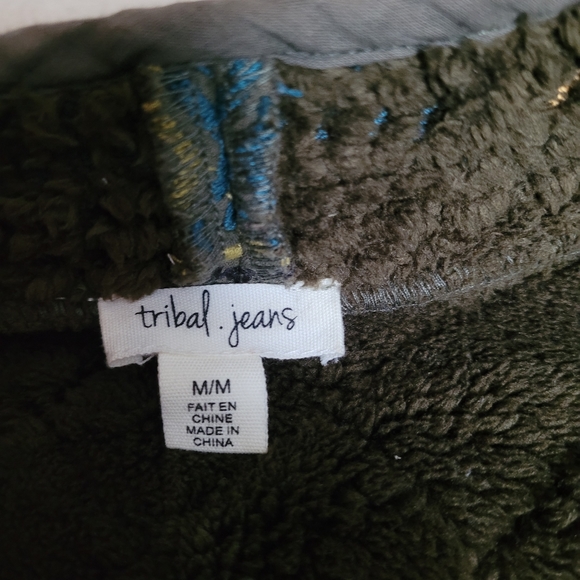 tribal.jeans
M/M
FAIT EN
CHINE
MADE IN
CHINA